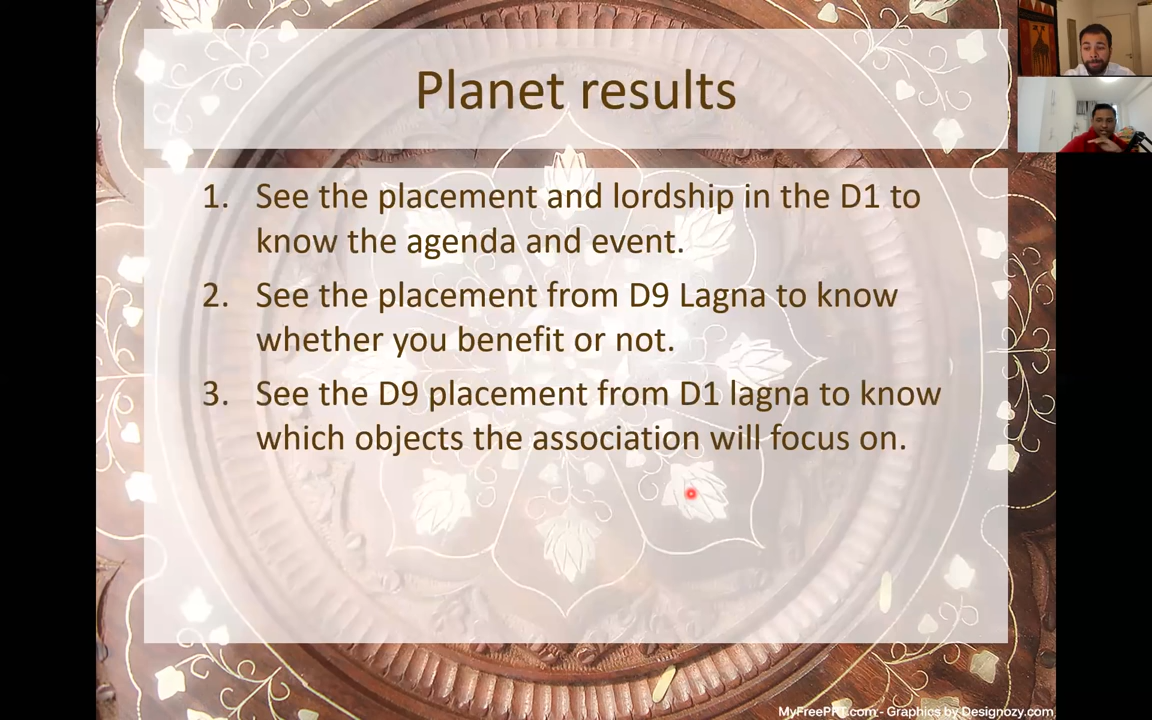 Planet results
1. See the placement and lordship in the D1 to
know the agenda and event.
2. See the placement from D9 Lagna to know
whether you benefit or not.
3. See the D9 placement from D1 lagna to know
which objects the association will focus on.
MyFreePPT.com - Graphics by Designozy.com